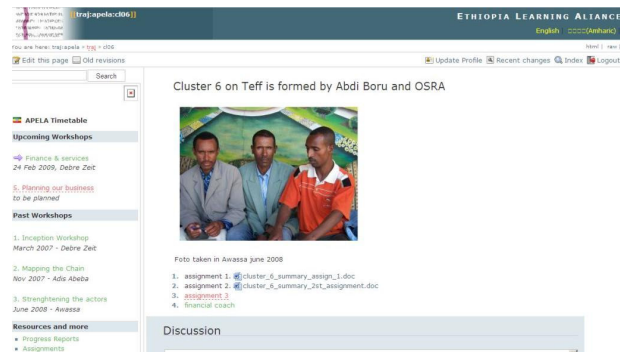 [[traj:apela:cl06]]
ETHIOPIA LEARNING ALLIANCE
English (Amharic)
You are here: traj:apela » traj » cl06
html raw
Edit this page Old revisions
Update Profile Recent changes Index Logout
Search
APELA Timetable
Upcoming Workshops
Finance & services
24 Feb 2009, Debre Zeit
5. Planning our business
to be planned
Past Workshops
1. Inception Workshop
March 2007 - Debre Zeit
2. Mapping the Chain
Nov 2007 - Adis Abeba
3. Strenghtening the actors
June 2008 - Awassa
Resources and more
Progress Reports
Assignments
Cluster 6 on Teff is formed by Abdi Boru and OSRA
Foto taken in Awassa june 2008
1. assignment 1. cluster_6_summary_assign_1.doc
2. assignment 2. cluster_6_summary_2st_assignment.doc
3. assignment 3
4. financial coach
Discussion